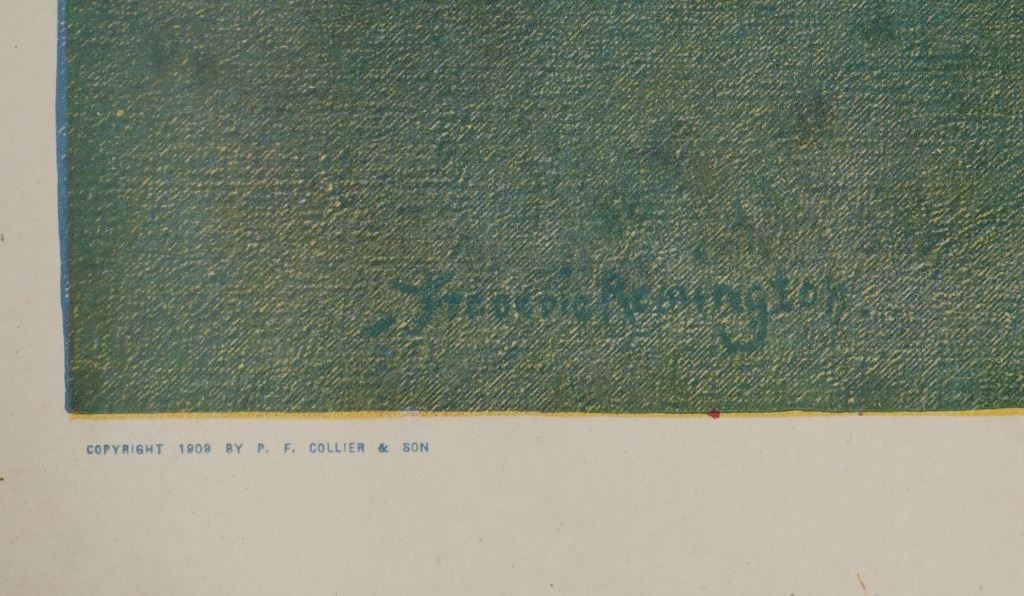 Frederic Remington
COPYRIGHT 1909 BY P. F. COLLIER & SON